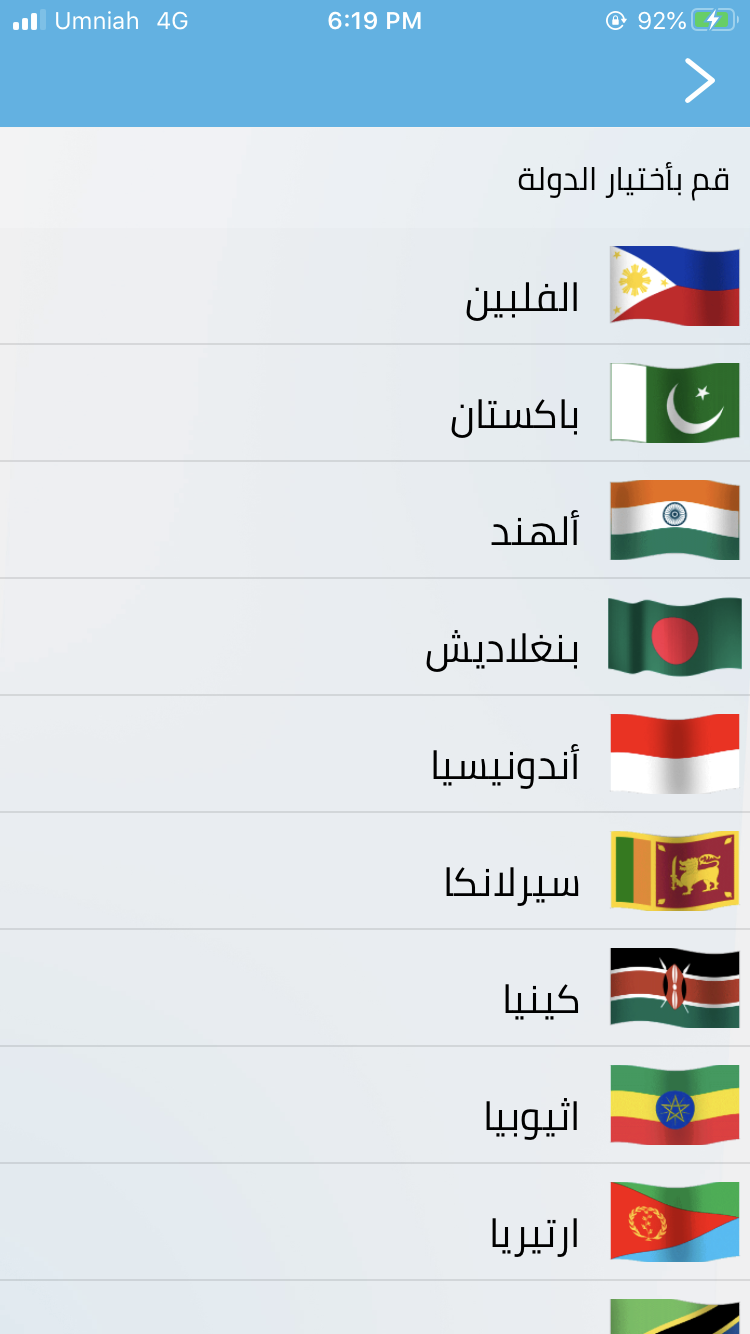 Umniah 4G 6:19 PM 92%
قم بأختيار الدولة
الفلبين
باكستان
ألهند
بنغلاديش
أندونيسيا
سيرلانكا
كينيا
اثيوبيا
ارتيريا